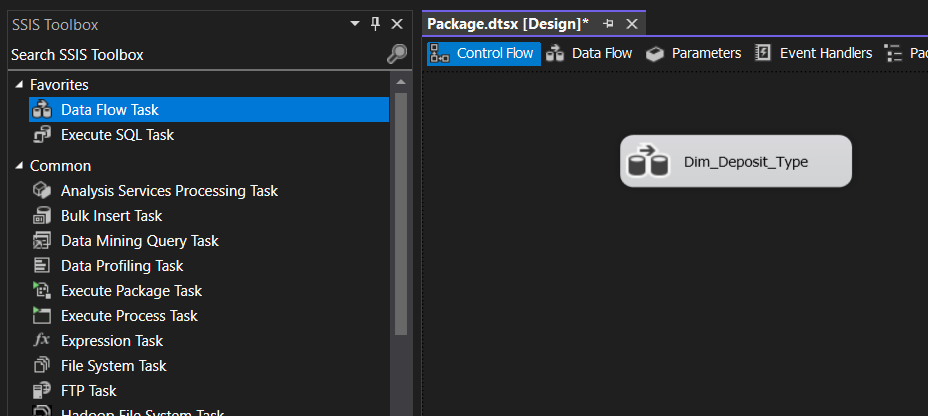 SSIS Toolbox
Search SSIS Toolbox
Favorites
Data Flow Task
Execute SQL Task
Common
Analysis Services Processing Task
Bulk Insert Task
Data Mining Query Task
Data Profiling Task
Execute Package Task
Execute Process Task
fx Expression Task
File System Task
FTP Task
Hadoop File System Task
Package.dtsx [Design]*
Control Flow Data Flow Parameters Event Handlers Pac
Dim_Deposit_Type